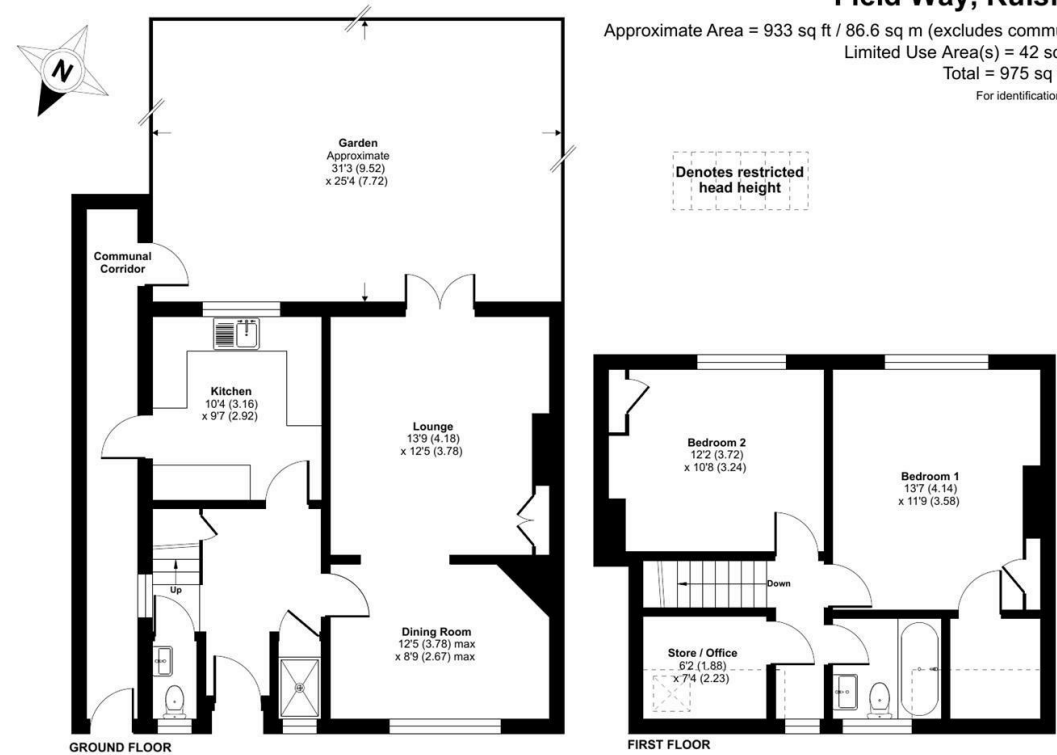 Field Way, Ruisl
Approximate Area = 933 sq ft / 86.6 sq m (excludes commu
Limited Use Area(s) = 42 sq
Total = 975 sq
For identification
N
Garden
Approximate
31'3 (9.52)
x 25'4 (7.72)
Denotes restricted
head height
Communal
Corridor
Kitchen
10'4 (3.16)
x 9'7 (2.92)
Lounge
13'9 (4.18)
x 12'5 (3.78)
Bedroom 2
12'2 (3.72)
x 10'8 (3.24)
Bedroom 1
13'7 (4.14)
x 11'9 (3.58)
Up
Down
Dining Room
12'5 (3.78) max
x 8'9 (2.67) max
Store / Office
6'2 (1.88)
x 7'4 (2.23)
GROUND FLOOR
FIRST FLOOR